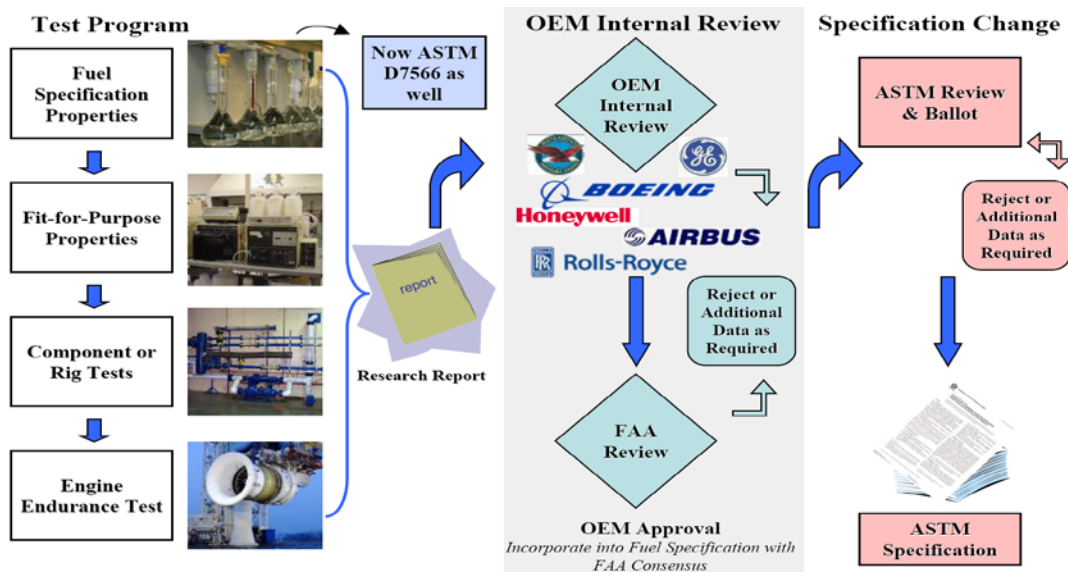 Test Program
Fuel
Specification
Properties
Fit-for-Purpose
Properties
Component or
Rig Tests
Engine
Endurance Test
Now ASTM
D7566 as
well
report
Research Report
OEM Internal Review
OEM
Internal
Review
GE
BOEING
Honeywell
AIRBUS
RR
Rolls-Royce
Reject or
Additional
Data as
Required
FAA
Review
OEM Approval
Incorporate into Fuel Specification with
FAA Consensus
Specification Change
ASTM Review
& Ballot
Reject or
Additional
Data as
Required
ASTM
Specification